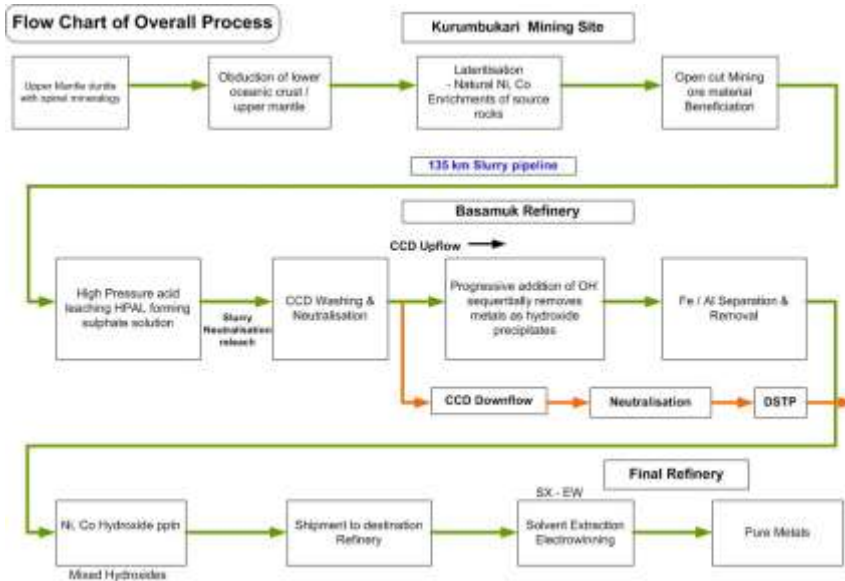 Flow Chart of Overall Process
Kurumbukari Mining Site
Upper Mantle dunite
with spinel mineralogy
Obduction of lower
oceanic crust /
upper mantle
Lateritisation
- Natural Ni, Co
Enrichments of source
rocks
Open cut Mining
ore material
Beneficiation
135 km Slurry pipeline
Basamuk Refinery
CCD Upflow
High Pressure acid
leaching HPAL forming
sulphate solution
Slurry
Neutralisation
releach
CCD Washing &
Neutralisation
Progressive addition of OH
sequentially removes
metals as hydroxide
precipitates
Fe / Al Separation &
Removal
CCD Downflow
Neutralisation
DSTP
Final Refinery
SX - EW
Ni, Co Hydroxide pptn
Mixed Hydroxides
Shipment to destination
Refinery
Solvent Extraction
Electrowinning
Pure Metals